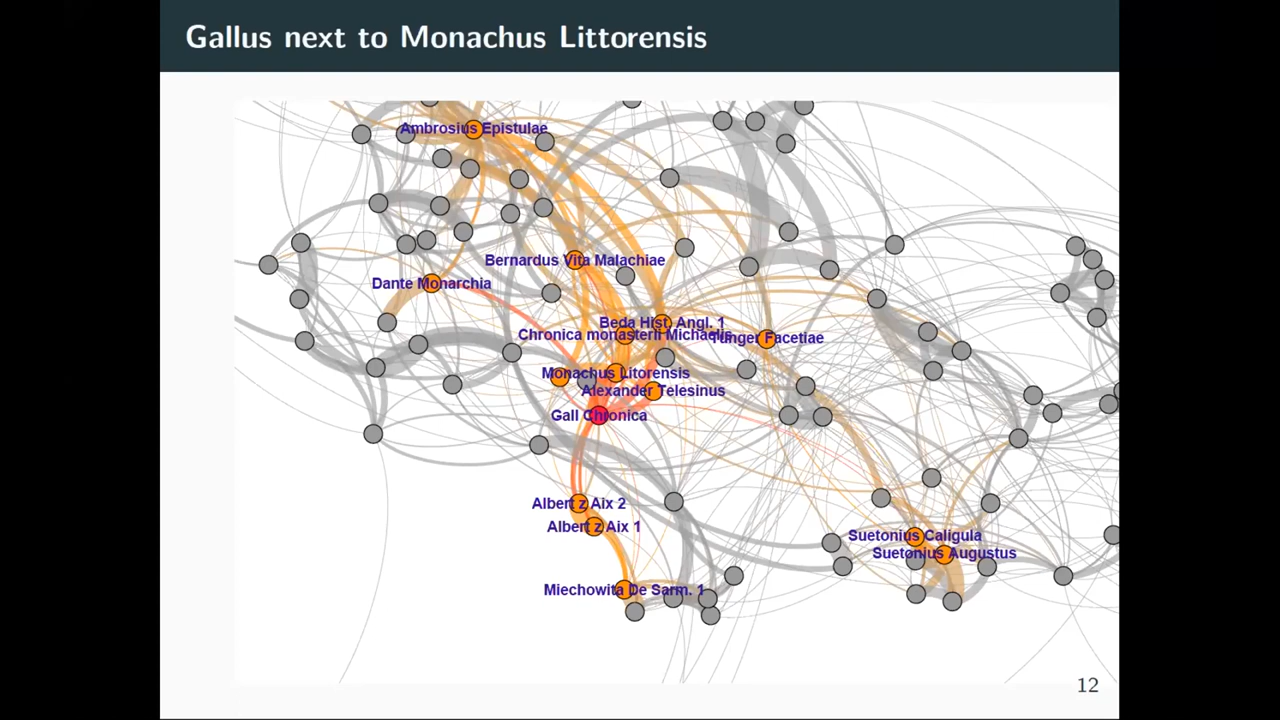 Gallus next to Monachus Littorensis
Ambrosius Epistulae
Bernardus Vita Malachiae
Dante Monarchia
Beda Hist. Angl. 1
Chronica monasterii Michaelis
Tunger Facetiae
Monachus Litorensis
Alexander Telesinus
Gall Chronica
Albert z Aix 2
Albert z Aix 1
Suetonius Caligula
Suetonius Augustus
Miechowita De Sarm. 1
12